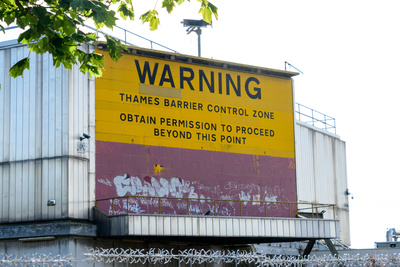 WARNING
THAMES BARRIER CONTROL ZONE
OBTAIN PERMISSION TO PROCEED
BEYOND THIS POINT